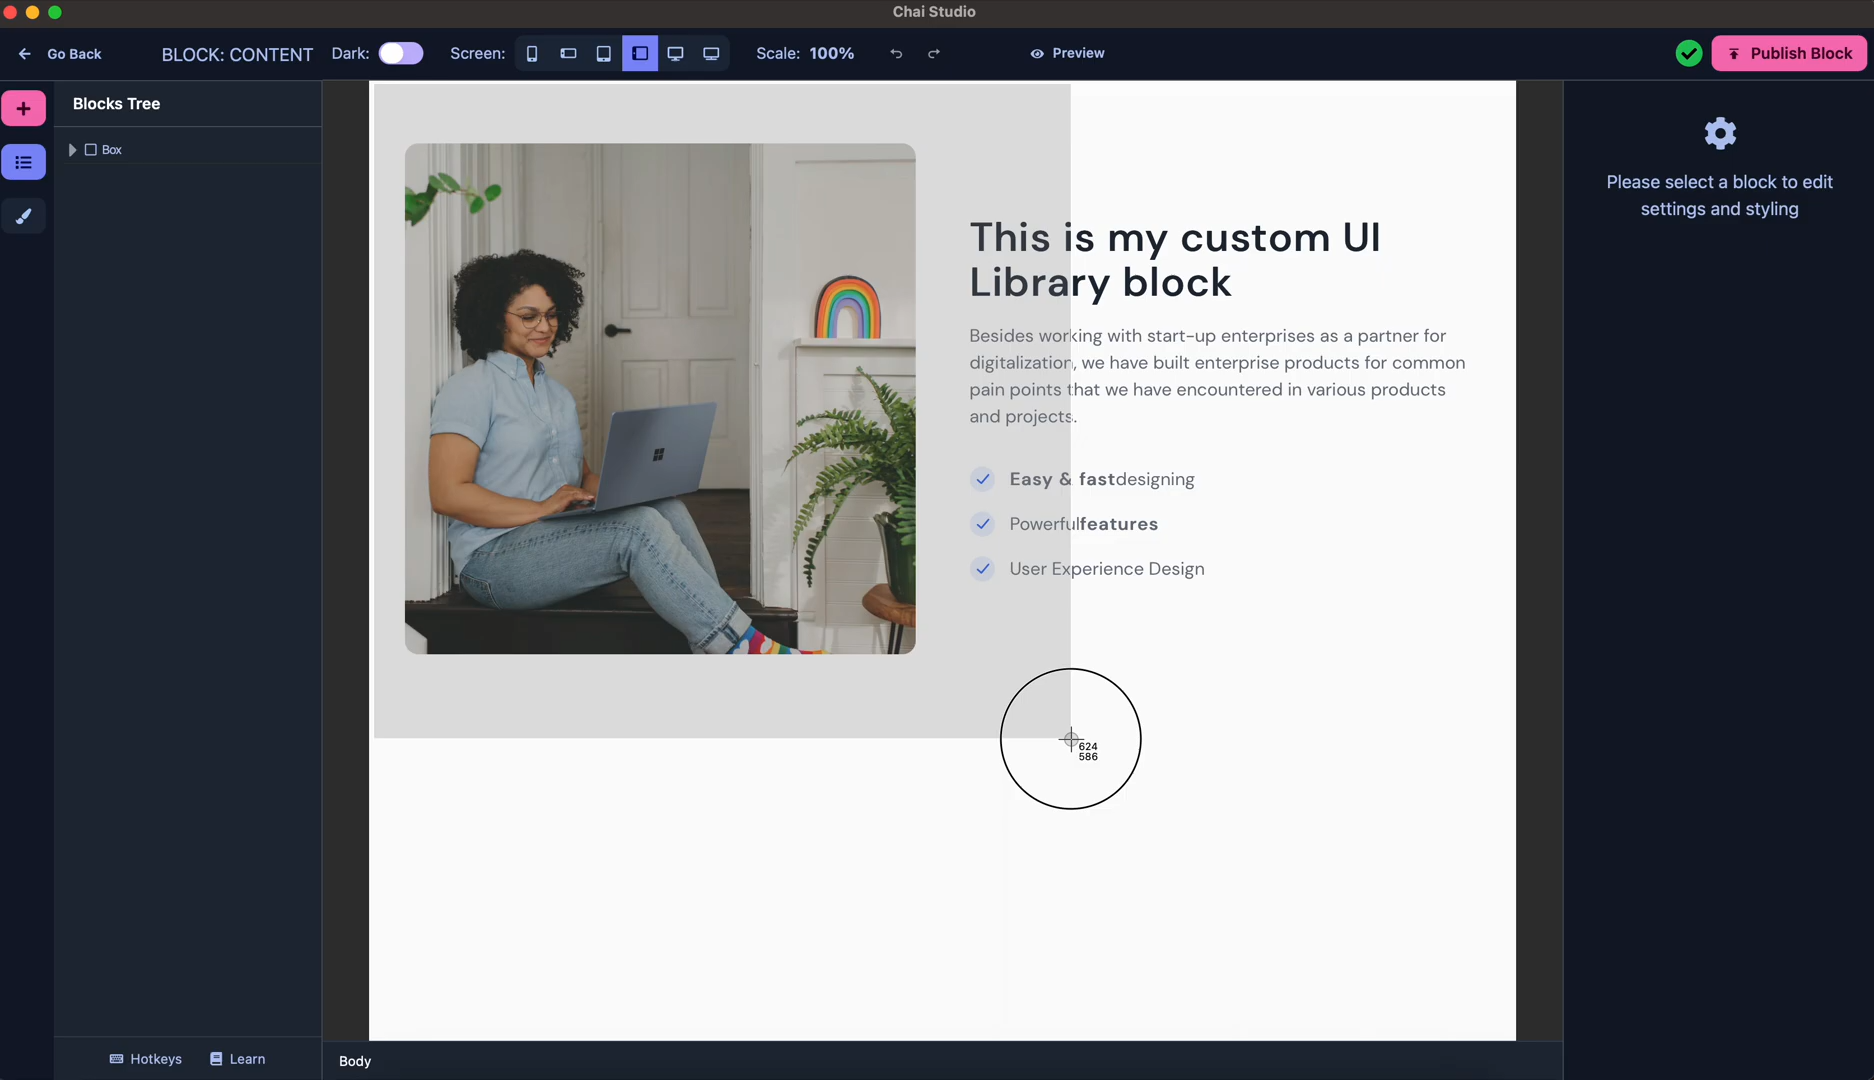 Chai Studio
Go Back
BLOCK: CONTENT
Dark:
Screen:
Scale: 100%
Preview
Publish Block
Blocks Tree
Box
Please select a block to edit
settings and styling
This is my custom UI
Library block
Besides working with start-up enterprises as a partner for
digitalization, we have built enterprise products for common
pain points that we have encountered in various products
and projects.
Easy & fastdesigning
Powerfulfeatures
User Experience Design
624
586
Hotkeys
Learn
Body